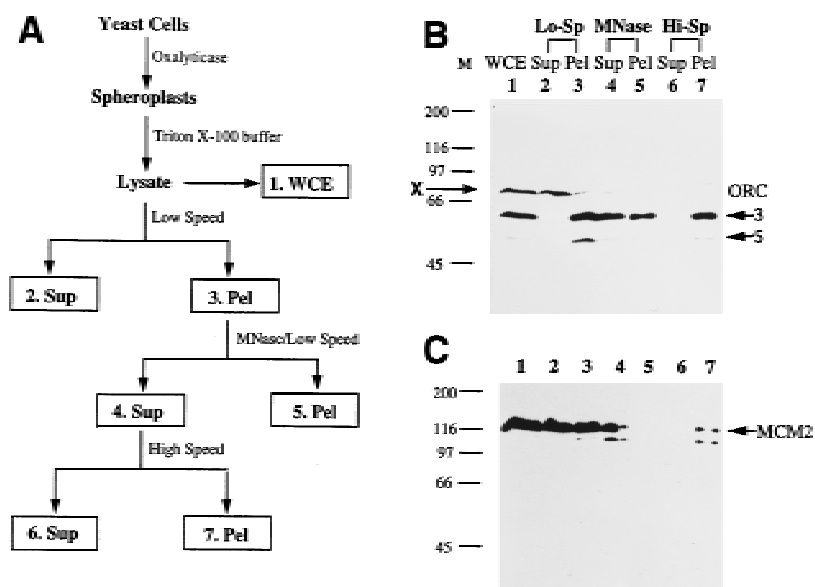 A
Yeast Cells
Oxalyticase
Spheroplasts
Triton X-100 buffer
Lysate
1. WCE
Low Speed
2. Sup
3. Pel
MNase/Low Speed
4. Sup
5. Pel
High Speed
6. Sup
7. Pel
B
Lo-Sp MNase Hi-Sp
M WCE Sup Pel Sup Pel Sup Pel
1 2 3 4 5 6 7
200
116
97
X
66
45
ORC
3
5
C
1 2 3 4 5 6 7
200
116
97
66
45
MCM2